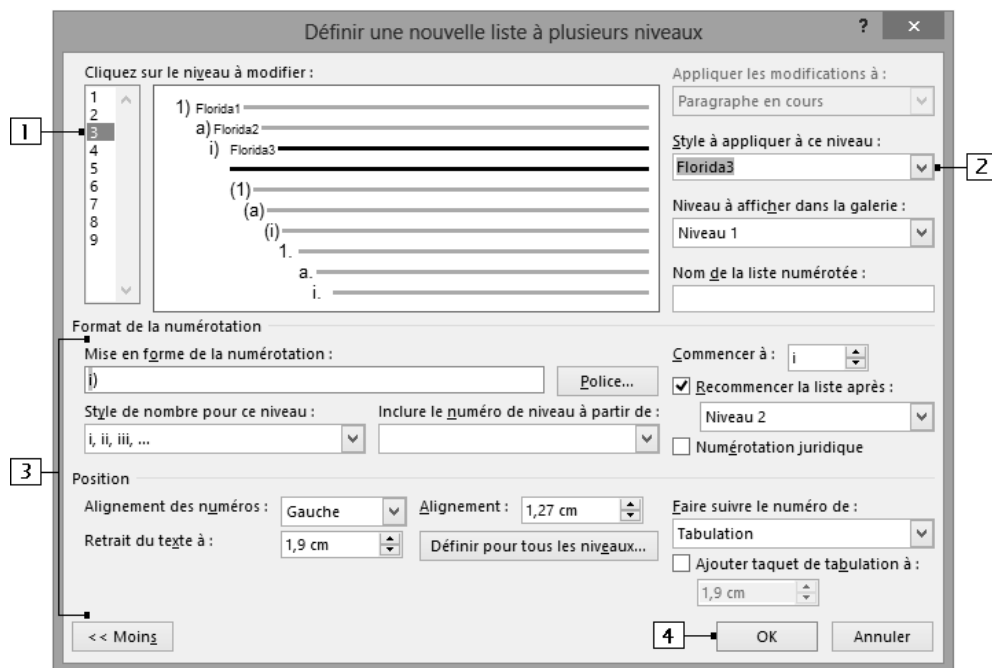 Définir une nouvelle liste à plusieurs niveaux
?
×
Cliquez sur le niveau à modifier :
1
2
3
4
5
6
7
8
9
1) Florida1
a) Florida2
i) Florida3
(1)
(a)
(i)
1.
a.
i.
Appliquer les modifications à :
Paragraphe en cours
Style à appliquer à ce niveau :
Florida3
Niveau à afficher dans la galerie :
Niveau 1
Nom de la liste numérotée :
1
2
Format de la numérotation
Mise en forme de la numérotation :
i)
Police...
Commencer à :
i
Recommencer la liste après :
Niveau 2
Style de nombre pour ce niveau :
i, ii, iii, ...
Inclure le numéro de niveau à partir de :
Numérotation juridique
3
Position
Alignement des numéros :
Gauche
Alignement :
1,27 cm
Faire suivre le numéro de :
Tabulation
Retrait du texte à :
1,9 cm
Définir pour tous les niveaux...
Ajouter taquet de tabulation à :
1,9 cm
<< Moins
4
OK
Annuler